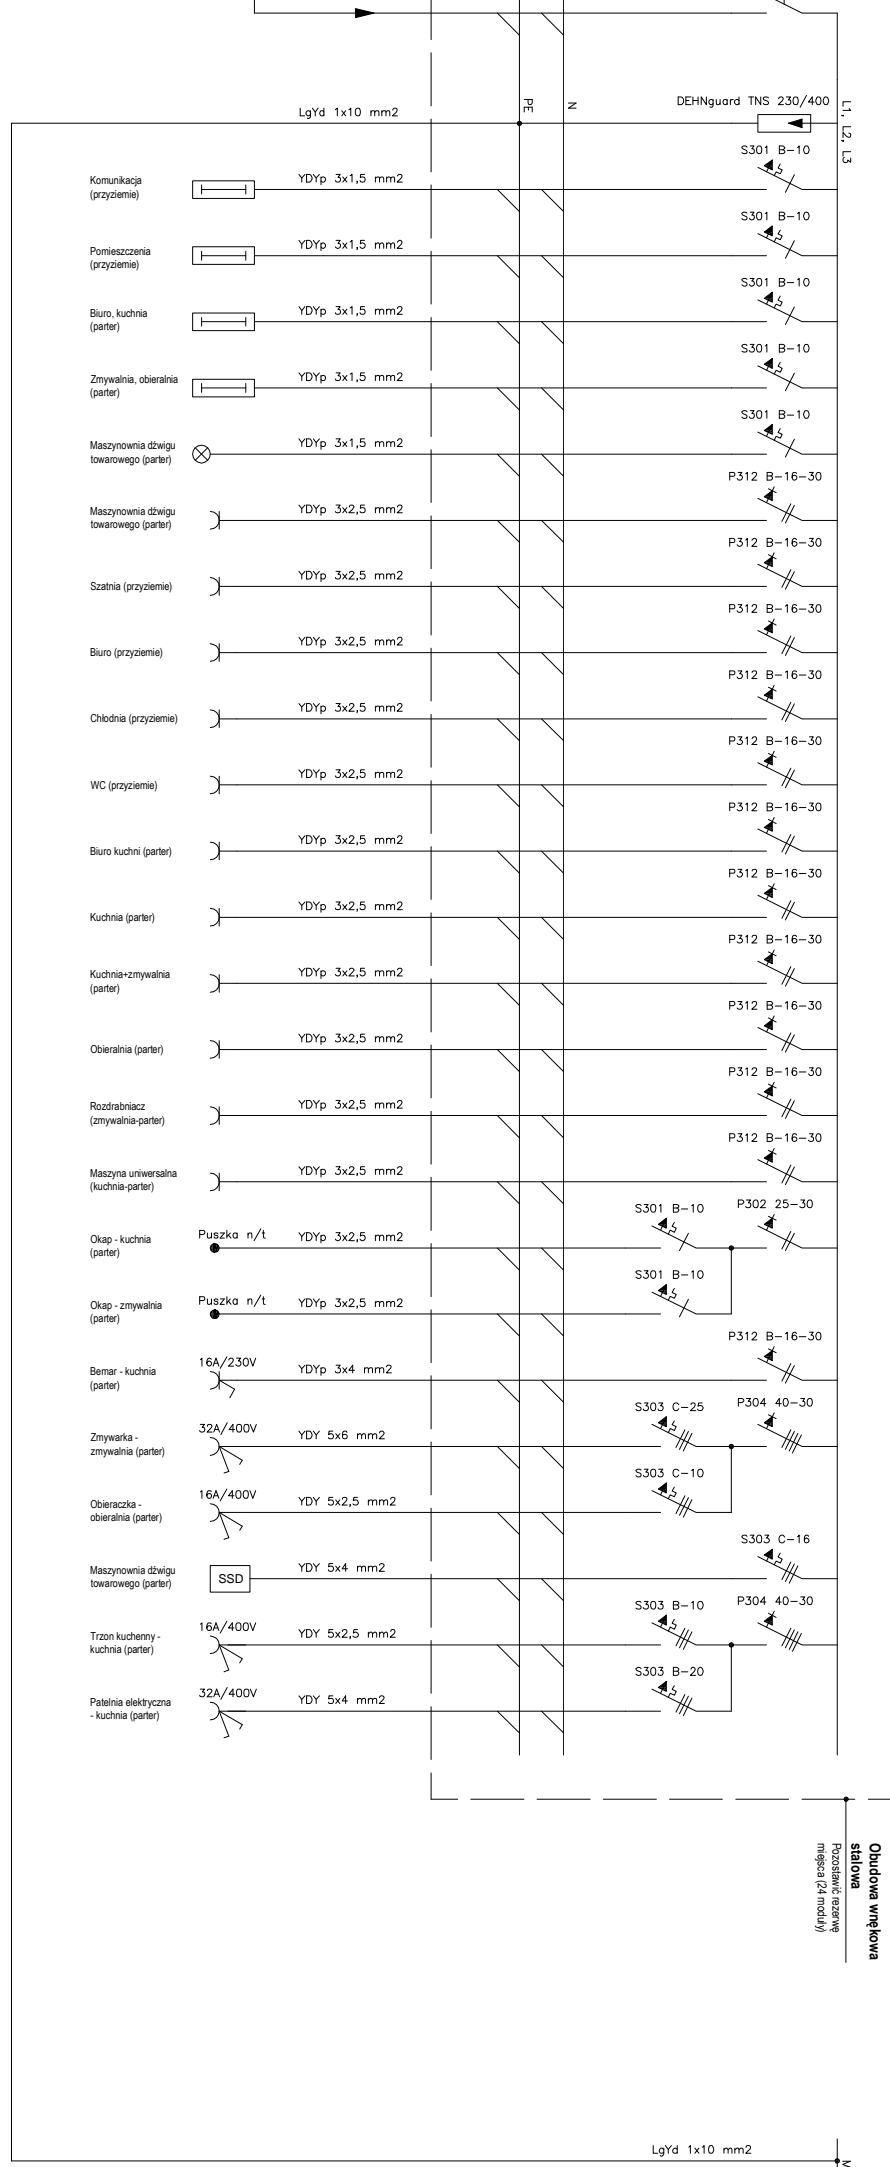 PE
N
L1, L2, L3
LgYd 1x10 mm2
DEHNguard TNS 230/400
Komunikacja
(przyziemie)
YDYp 3x1,5 mm2
S301 B-10
Pomieszczenia
(przyziemie)
YDYp 3x1,5 mm2
S301 B-10
Biuro, kuchnia
(parter)
YDYp 3x1,5 mm2
S301 B-10
Zmywalnia, obieralnia
(parter)
YDYp 3x1,5 mm2
S301 B-10
Maszynownia dźwigu
towarowego (parter)
YDYp 3x1,5 mm2
S301 B-10
Maszynownia dźwigu
towarowego (parter)
YDYp 3x2,5 mm2
P312 B-16-30
Szatnia (przyziemie)
YDYp 3x2,5 mm2
P312 B-16-30
Biuro (przyziemie)
YDYp 3x2,5 mm2
P312 B-16-30
Chłodnia (przyziemie)
YDYp 3x2,5 mm2
P312 B-16-30
WC (przyziemie)
YDYp 3x2,5 mm2
P312 B-16-30
Biuro kuchni (parter)
YDYp 3x2,5 mm2
P312 B-16-30
Kuchnia (parter)
YDYp 3x2,5 mm2
P312 B-16-30
Kuchnia+zmywalnia
(parter)
YDYp 3x2,5 mm2
P312 B-16-30
Obieralnia (parter)
YDYp 3x2,5 mm2
P312 B-16-30
Rozdrabniacz
(zmywalnia-parter)
YDYp 3x2,5 mm2
P312 B-16-30
Maszyna uniwersalna
(kuchnia-parter)
YDYp 3x2,5 mm2
P312 B-16-30
Okap - kuchnia
(parter)
Puszka n/t
YDYp 3x2,5 mm2
S301 B-10
P302 25-30
Okap - zmywalnia
(parter)
Puszka n/t
YDYp 3x2,5 mm2
S301 B-10
Bemar - kuchnia
(parter)
16A/230V
YDYp 3x4 mm2
P312 B-16-30
Zmywarka -
zmywalnia (parter)
32A/400V
YDY 5x6 mm2
S303 C-25
P304 40-30
Obieraczka -
obieralnia (parter)
16A/400V
YDY 5x2,5 mm2
S303 C-10
Maszynownia dźwigu
towarowego (parter)
SSD
YDY 5x4 mm2
S303 C-16
Trzon kuchenny -
kuchnia (parter)
16A/400V
YDY 5x2,5 mm2
S303 B-10
P304 40-30
Patelnia elektryczna
- kuchnia (parter)
32A/400V
YDY 5x4 mm2
S303 B-20
Obudowa wnękowa
stalowa
Pozostawić rezerwę
miejsca (24 moduły)
LgYd 1x10 mm2